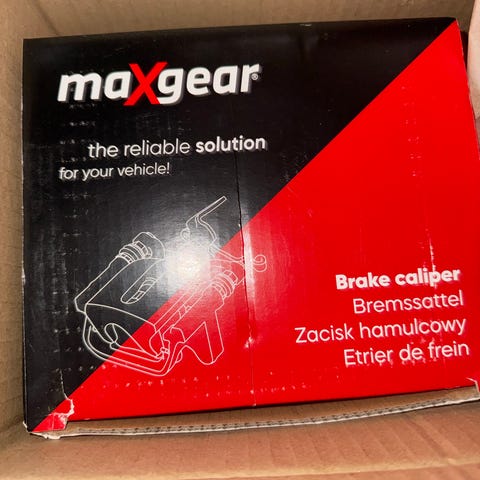 maxgear®
the reliable solution
for your vehicle!
Brake caliper
Bremssattel
Zacisk hamulcowy
Etrier de frein